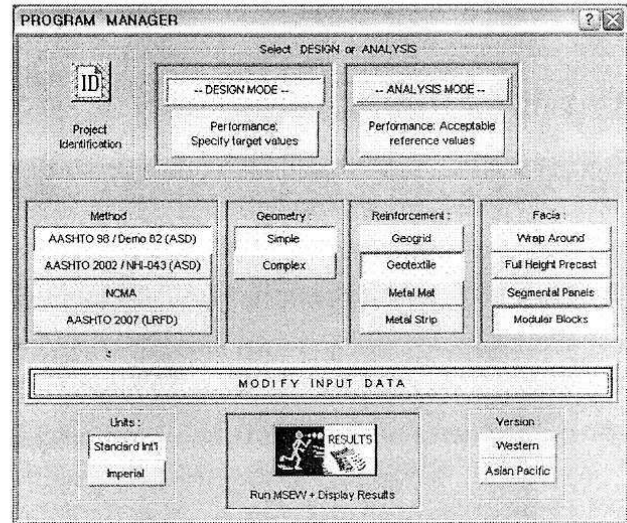 PROGRAM MANAGER
Select DESIGN or ANALYSIS
ID
Project
Identification
-- DESIGN MODE --
Performance:
Specify target values
-- ANALYSIS MODE --
Performance: Acceptable
reference values
Method
AASHTO 98 / Demo 82 (ASD)
AASHTO 2002 / NHI-043 (ASD)
NCMA
AASHTO 2007 (LRFD)
Geometry :
Simple
Complex
Reinforcement :
Geogrid
Geotextile
Metal Mat
Metal Strip
Facia :
Wrap Around
Full Height Precast
Segmental Panels
Modular Blocks
MODIFY INPUT DATA
Units :
Standard Int'l
Imperial
RESULTS
Run MSEW + Display Results
Version
Western
Asian Pacific